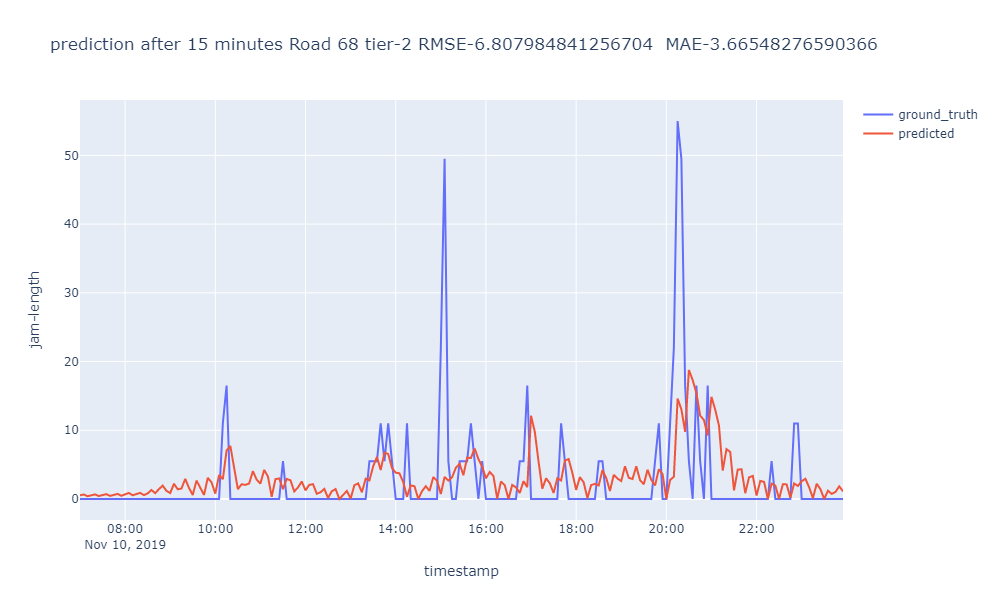 prediction after 15 minutes Road 68 tier-2 RMSE-6.807984841256704  MAE-3.66548276590366
ground_truth
predicted
50
40
30
20
10
0
jam-length
08:00 10:00 12:00 14:00 16:00 18:00 20:00 22:00
Nov 10, 2019
timestamp